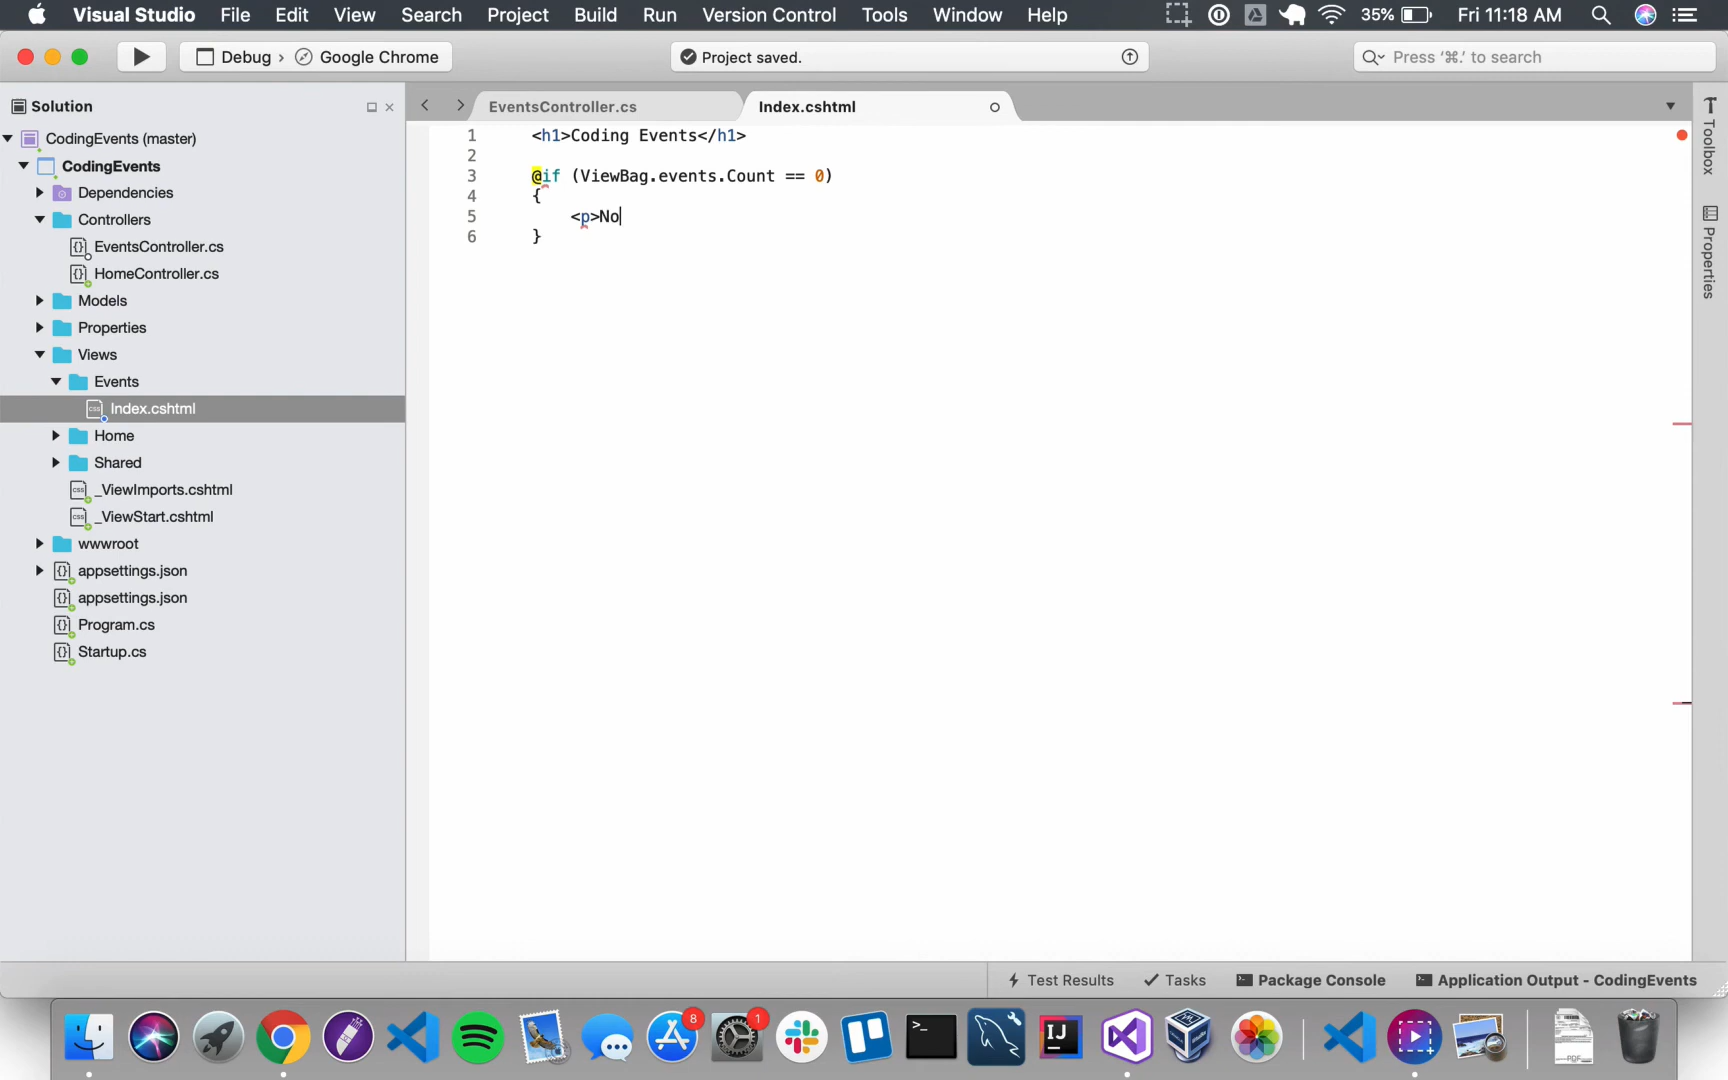 Visual Studio File Edit View Search Project Build Run Version Control Tools Window Help 35% Fri 11:18 AM
Debug › Google Chrome Project saved. Press ‘⌘.’ to search
Solution
EventsController.cs Index.cshtml
CodingEvents (master)
CodingEvents
Dependencies
Controllers
EventsController.cs
HomeController.cs
Models
Properties
Views
Events
Index.cshtml
Home
Shared
_ViewImports.cshtml
_ViewStart.cshtml
wwwroot
appsettings.json
appsettings.json
Program.cs
Startup.cs
1 <h1>Coding Events</h1>
2
3 @if (ViewBag.events.Count == 0)
4 {
5 <p>No
6 }
Toolbox
Properties
Test Results Tasks Package Console Application Output - CodingEvents
8
1
>_
IJ
PDF